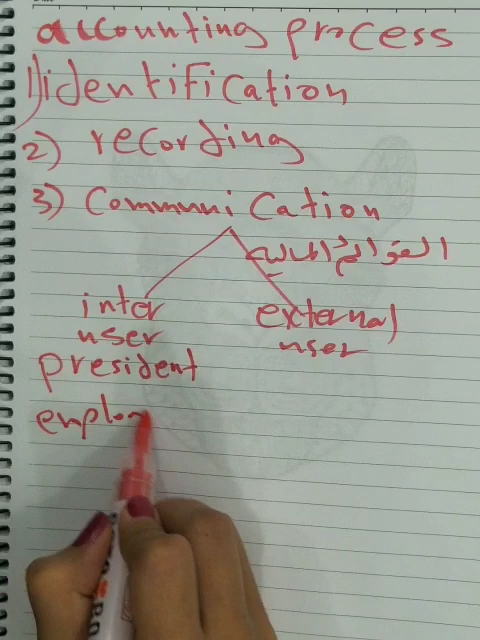 accounting process
1) identification
2) recording
3) Communication
القوائم المالية
inter external
user user
president
emplo